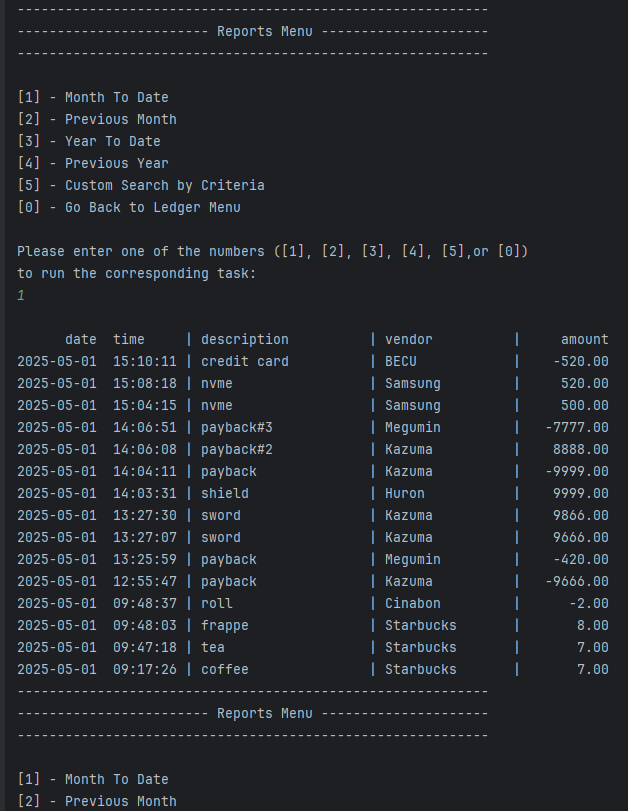 -----------------------------------------------------------
------------------------ Reports Menu ---------------------
-----------------------------------------------------------
[1] - Month To Date
[2] - Previous Month
[3] - Year To Date
[4] - Previous Year
[5] - Custom Search by Criteria
[0] - Go Back to Ledger Menu
Please enter one of the numbers ([1], [2], [3], [4], [5],or [0])
to run the corresponding task:
1
      date  time     | description          | vendor          |     amount
2025-05-01  15:10:11 | credit card          | BECU            |    -520.00
2025-05-01  15:08:18 | nvme                 | Samsung         |     520.00
2025-05-01  15:04:15 | nvme                 | Samsung         |     500.00
2025-05-01  14:06:51 | payback#3            | Megumin         |   -7777.00
2025-05-01  14:06:08 | payback#2            | Kazuma          |    8888.00
2025-05-01  14:04:11 | payback              | Kazuma          |   -9999.00
2025-05-01  14:03:31 | shield               | Huron           |    9999.00
2025-05-01  13:27:30 | sword                | Kazuma          |    9866.00
2025-05-01  13:27:07 | sword                | Kazuma          |    9666.00
2025-05-01  13:25:59 | payback              | Megumin         |    -420.00
2025-05-01  12:55:47 | payback              | Kazuma          |   -9666.00
2025-05-01  09:48:37 | roll                 | Cinabon         |      -2.00
2025-05-01  09:48:03 | frappe               | Starbucks       |       8.00
2025-05-01  09:47:18 | tea                  | Starbucks       |       7.00
2025-05-01  09:17:26 | coffee               | Starbucks       |       7.00
-----------------------------------------------------------
------------------------ Reports Menu ---------------------
-----------------------------------------------------------
[1] - Month To Date
[2] - Previous Month